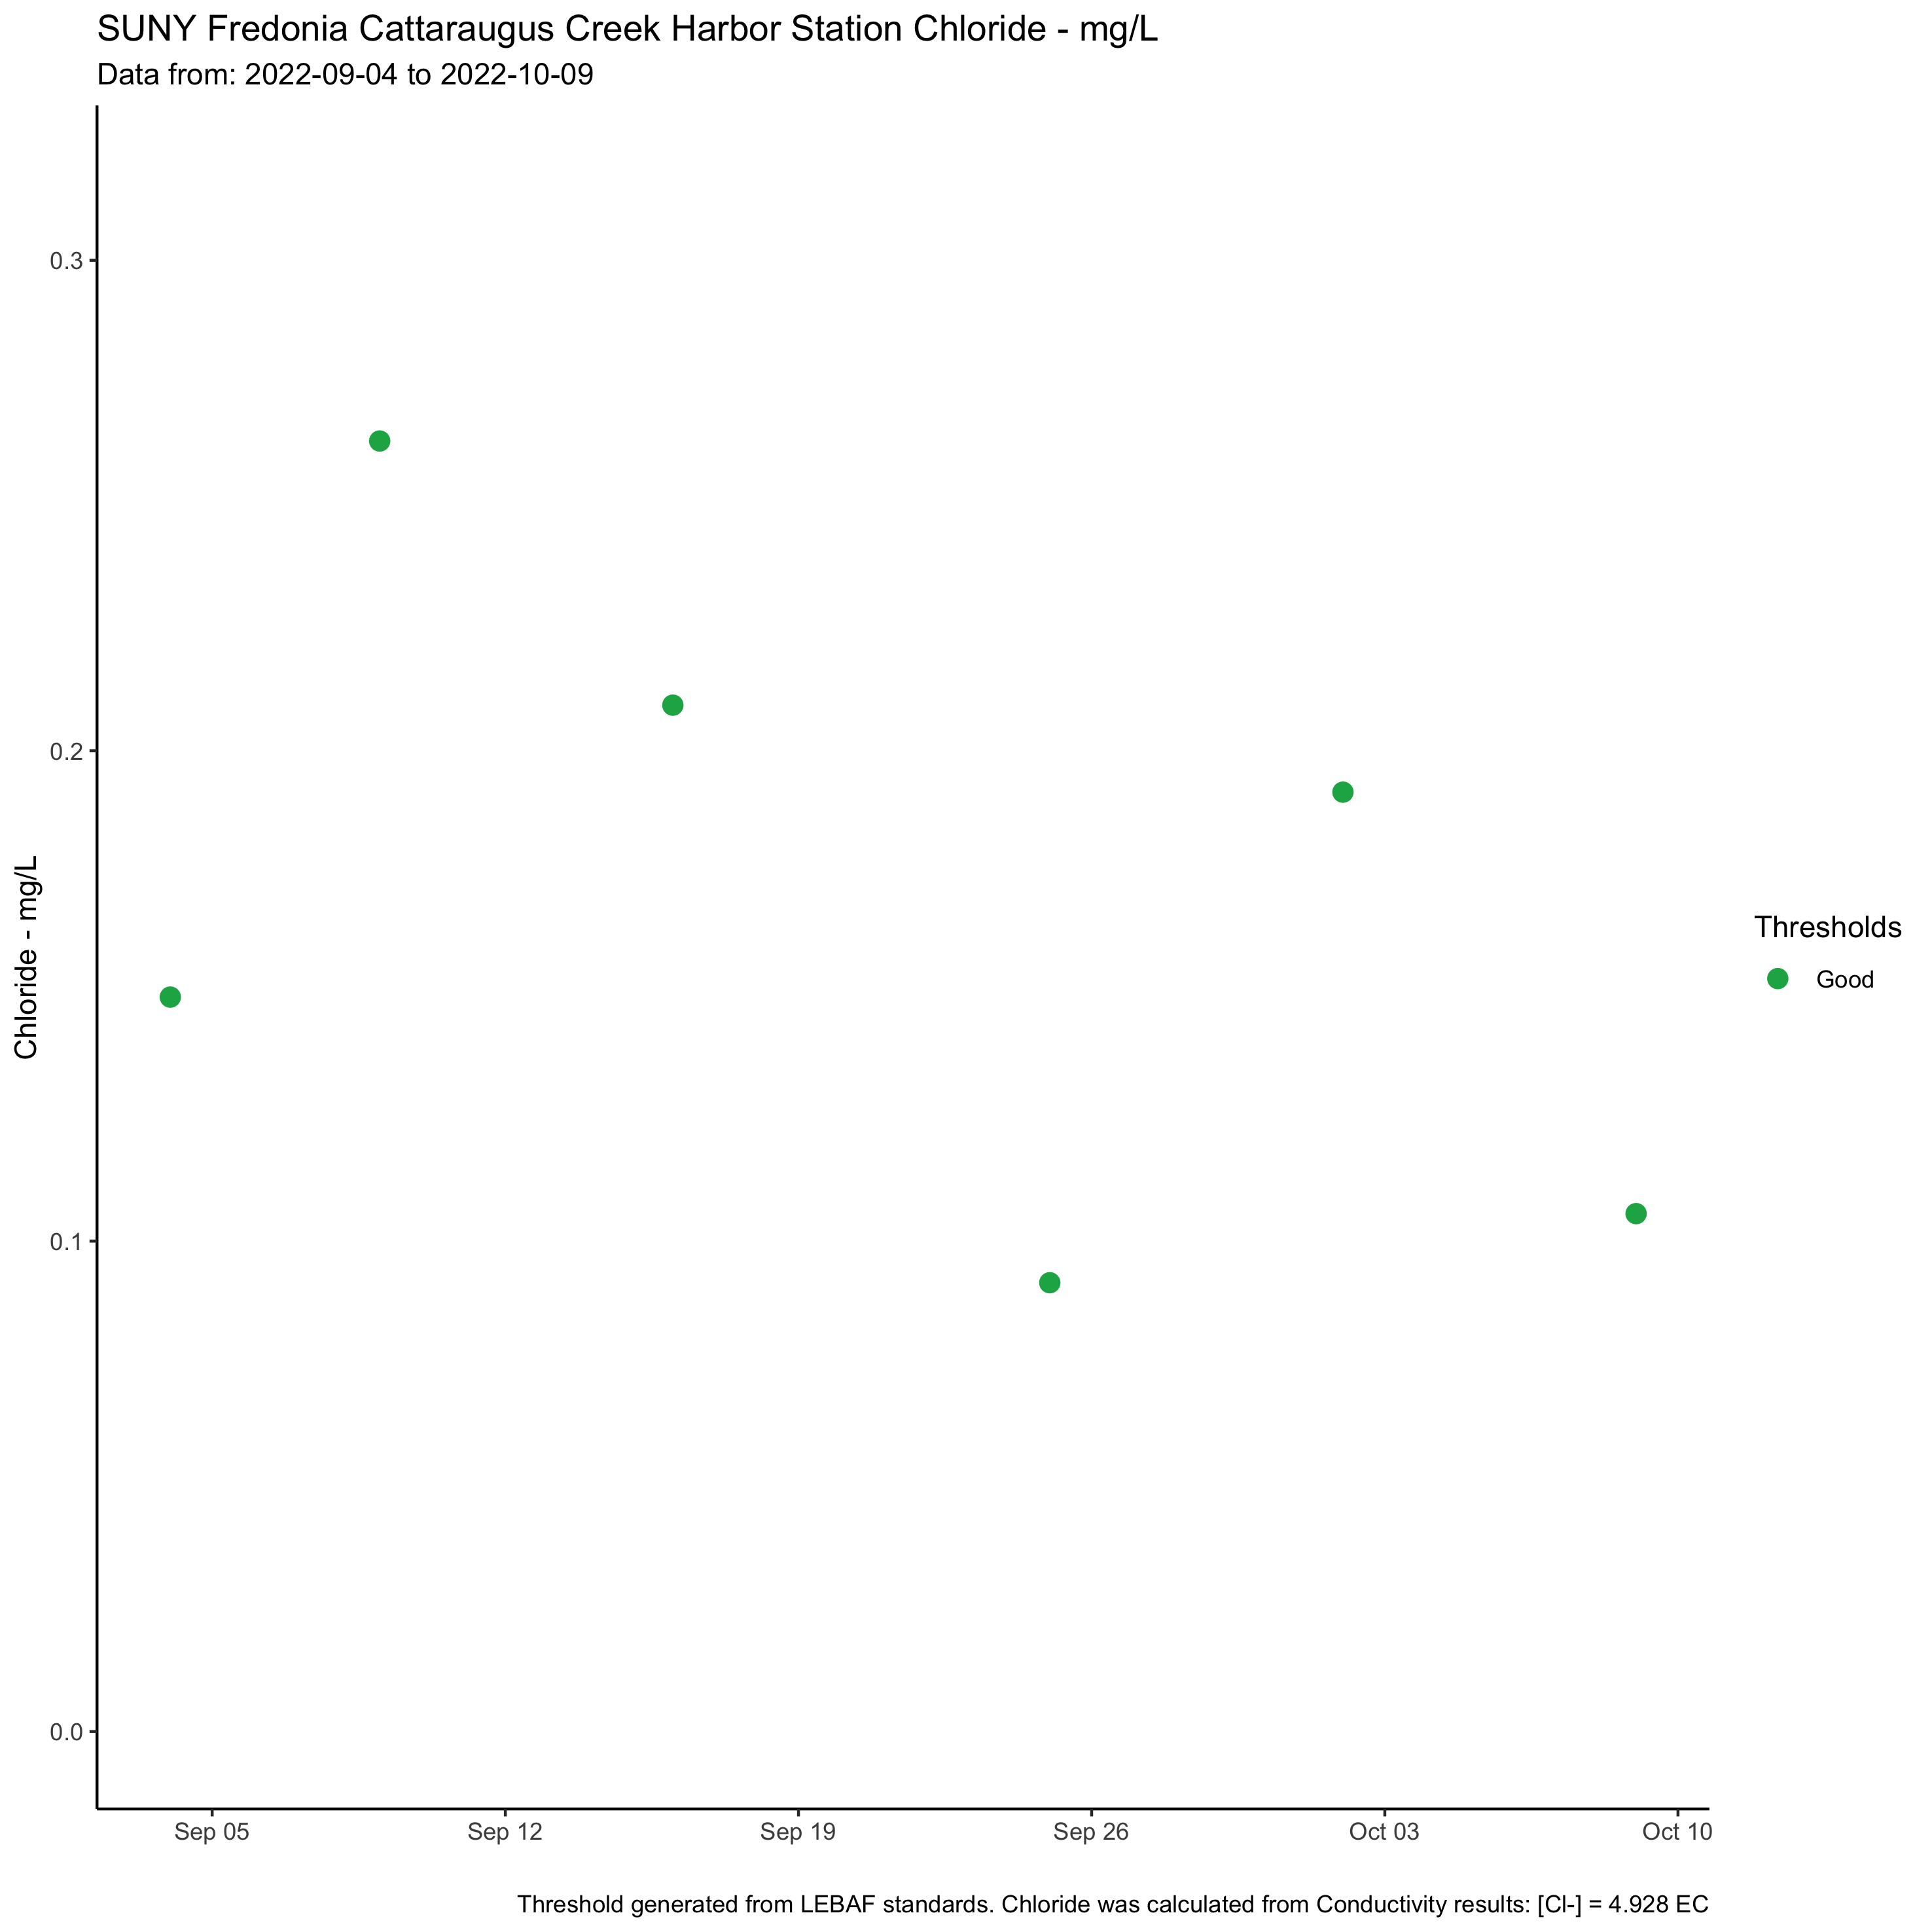 SUNY Fredonia Cattaraugus Creek Harbor Station Chloride - mg/L
Data from: 2022-09-04 to 2022-10-09
Chloride - mg/L
0.3
0.2
0.1
0.0
Sep 05 Sep 12 Sep 19 Sep 26 Oct 03 Oct 10
Thresholds
Good
Threshold generated from LEBAF standards. Chloride was calculated from Conductivity results: [Cl-] = 4.928 EC